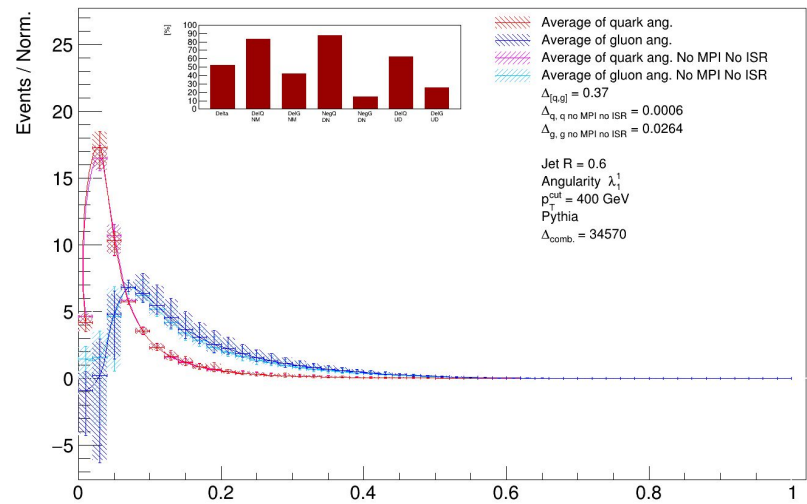 Events / Norm.
25
20
15
10
5
0
−5
0
0.2
0.4
0.6
0.8
1
[%]
100
90
80
70
60
50
40
30
20
10
0
Delta
DelQ
NM
DelG
NM
NegQ
DN
NegG
DN
DelQ
UD
DelG
UD
Average of quark ang.
Average of gluon ang.
Average of quark ang. No MPI No ISR
Average of gluon ang. No MPI No ISR
Δ[q,g] = 0.37
Δq, q no MPI no ISR = 0.0006
Δg, g no MPI no ISR = 0.0264
Jet R = 0.6
Angularity λ¹₁
pᶜᵘᵗT = 400 GeV
Pythia
Δcomb. = 34570